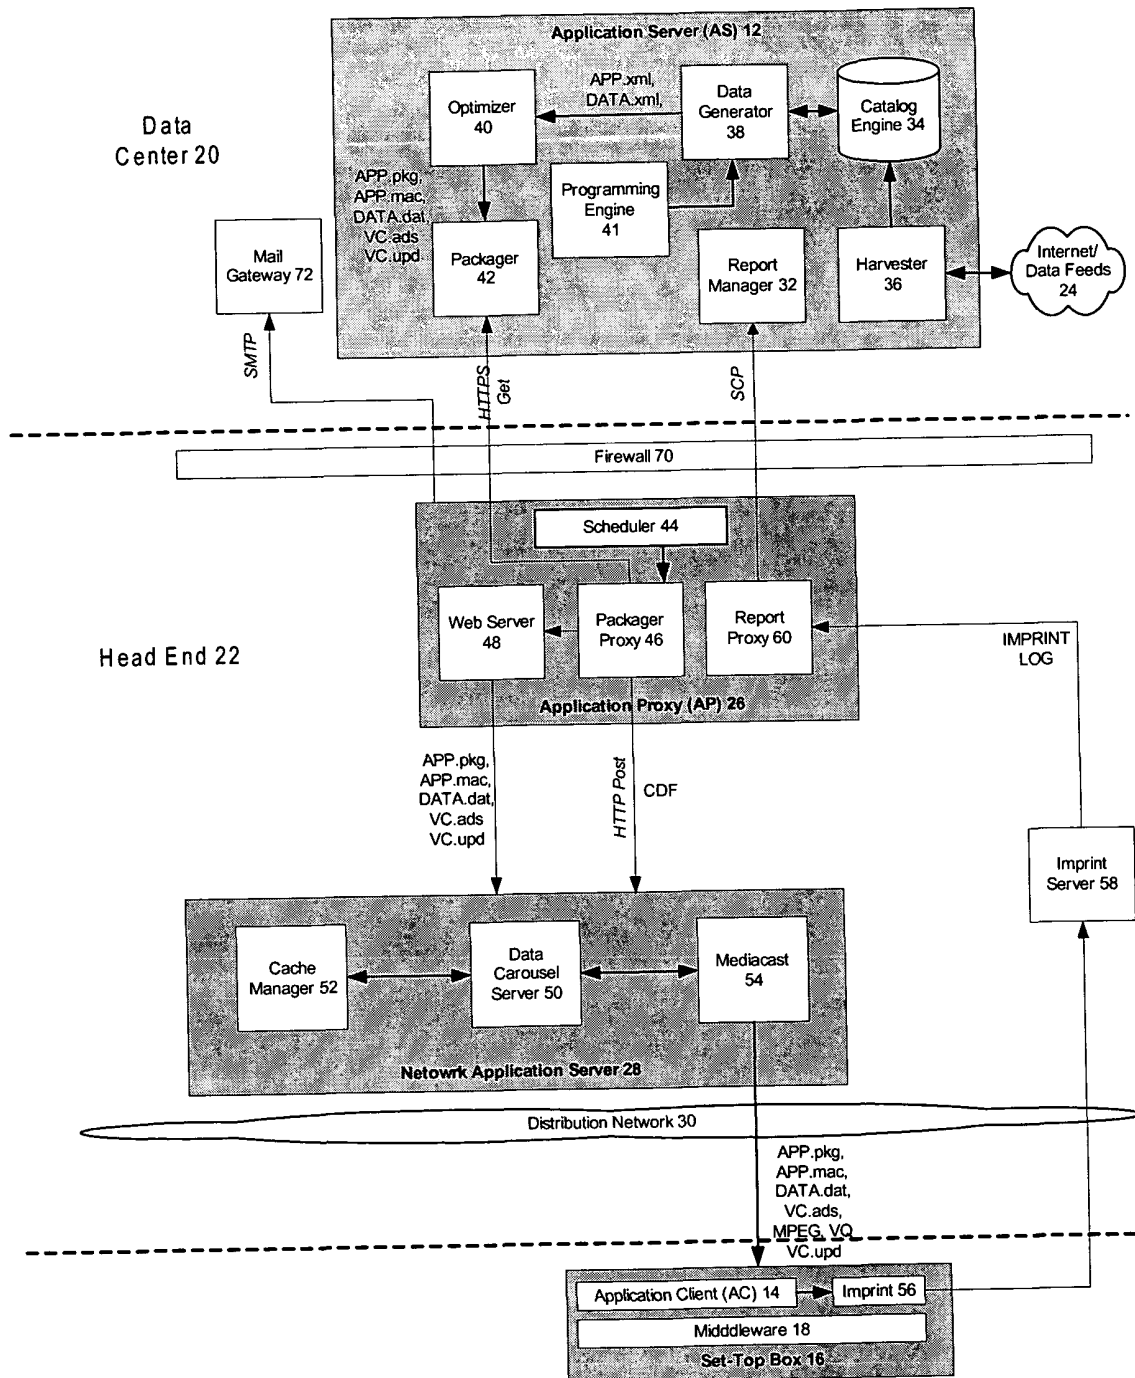 Application Server (AS) 12
APP.xml,
DATA.xml,
Optimizer
40
Data
Generator
38
Catalog
Engine 34
Data
Center 20
APP.pkg,
APP.mac,
DATA.dat,
VC.ads
VC.upd
Programming
Engine
41
Mail
Gateway 72
Packager
42
Report
Manager 32
Harvester
36
Internet/
Data Feeds
24
SMTP
HTTPS
Get
SCP
Firewall 70
Scheduler 44
Web Server
48
Packager
Proxy 46
Report
Proxy 60
IMPRINT
LOG
Head End 22
Application Proxy (AP) 26
APP.pkg,
APP.mac,
DATA.dat,
VC.ads
VC.upd
HTTP Post
CDF
Imprint
Server 58
Cache
Manager 52
Data
Carousel
Server 50
Mediacast
54
Netowrk Application Server 28
Distribution Network 30
APP.pkg,
APP.mac,
DATA.dat,
VC.ads,
MPEG, VQ
VC.upd
Application Client (AC) 14
Imprint 56
Midddleware 18
Set-Top Box 16